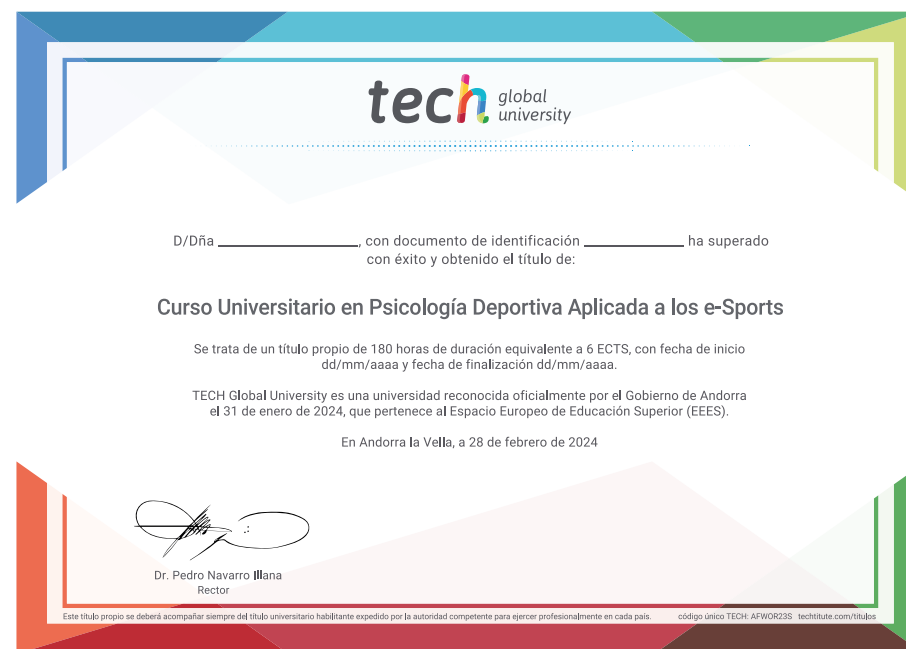 tech global university
D/Dña ____________________, con documento de identificación ______________ ha superado
con éxito y obtenido el título de:
Curso Universitario en Psicología Deportiva Aplicada a los e-Sports
Se trata de un título propio de 180 horas de duración equivalente a 6 ECTS, con fecha de inicio
dd/mm/aaaa y fecha de finalización dd/mm/aaaa.
TECH Global University es una universidad reconocida oficialmente por el Gobierno de Andorra
el 31 de enero de 2024, que pertenece al Espacio Europeo de Educación Superior (EEES).
En Andorra la Vella, a 28 de febrero de 2024
Dr. Pedro Navarro Illana
Rector
Este título propio se deberá acompañar siempre del título universitario habilitante expedido por la autoridad competente para ejercer profesionalmente en cada país. código único TECH: AFWOR23S techtitute.com/titulos